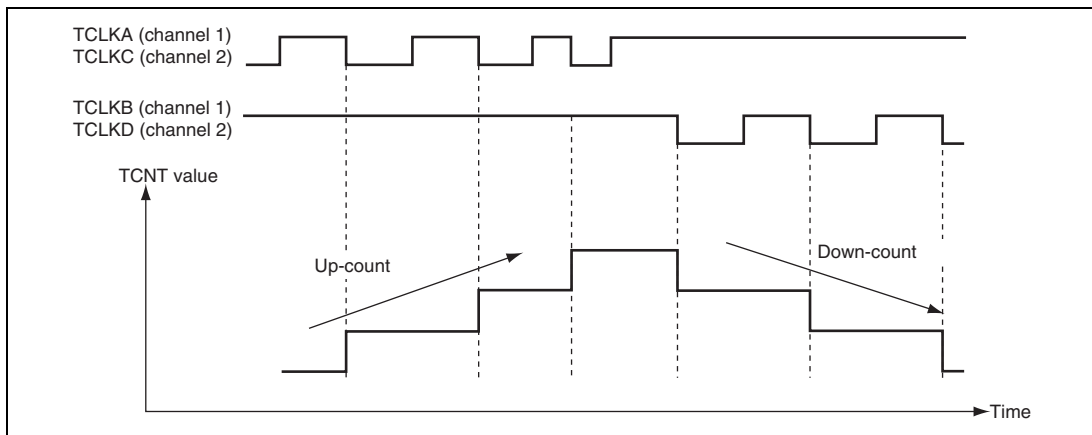 TCLKA (channel 1)
TCLKC (channel 2)
TCLKB (channel 1)
TCLKD (channel 2)
TCNT value
Up-count
Down-count
Time